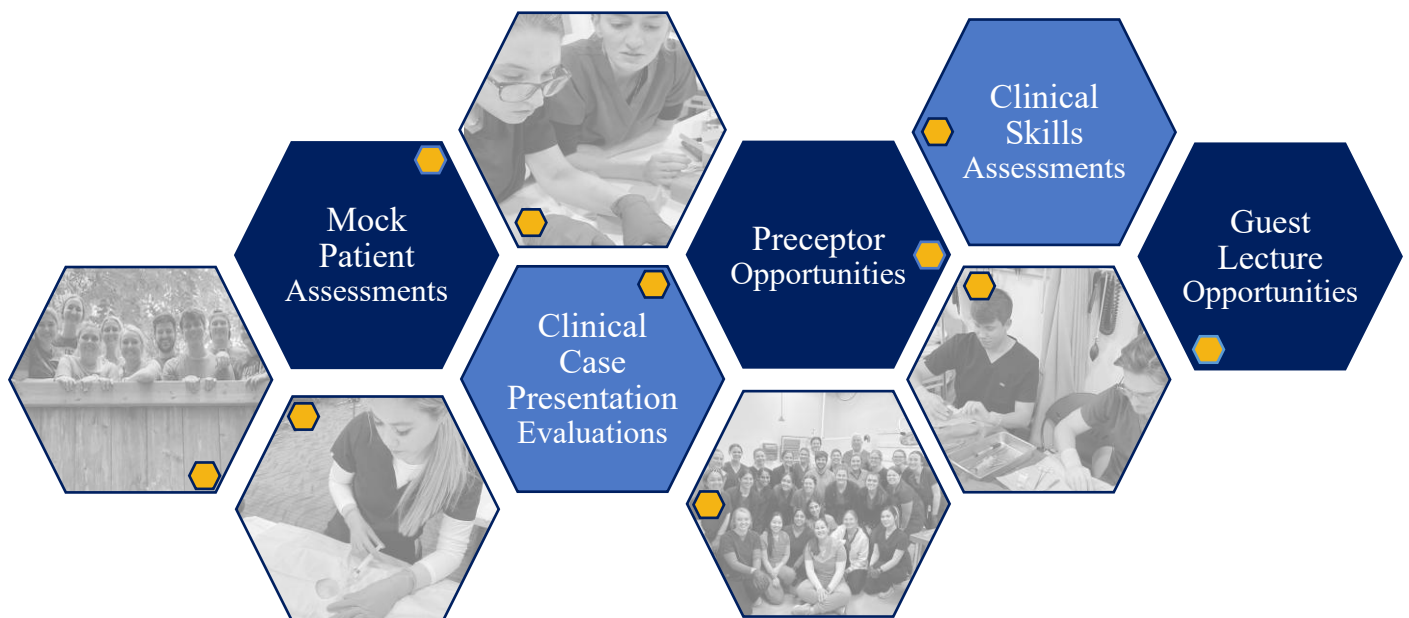 Mock
Patient
Assessments
Clinical
Case
Presentation
Evaluations
Preceptor
Opportunities
Clinical
Skills
Assessments
Guest
Lecture
Opportunities